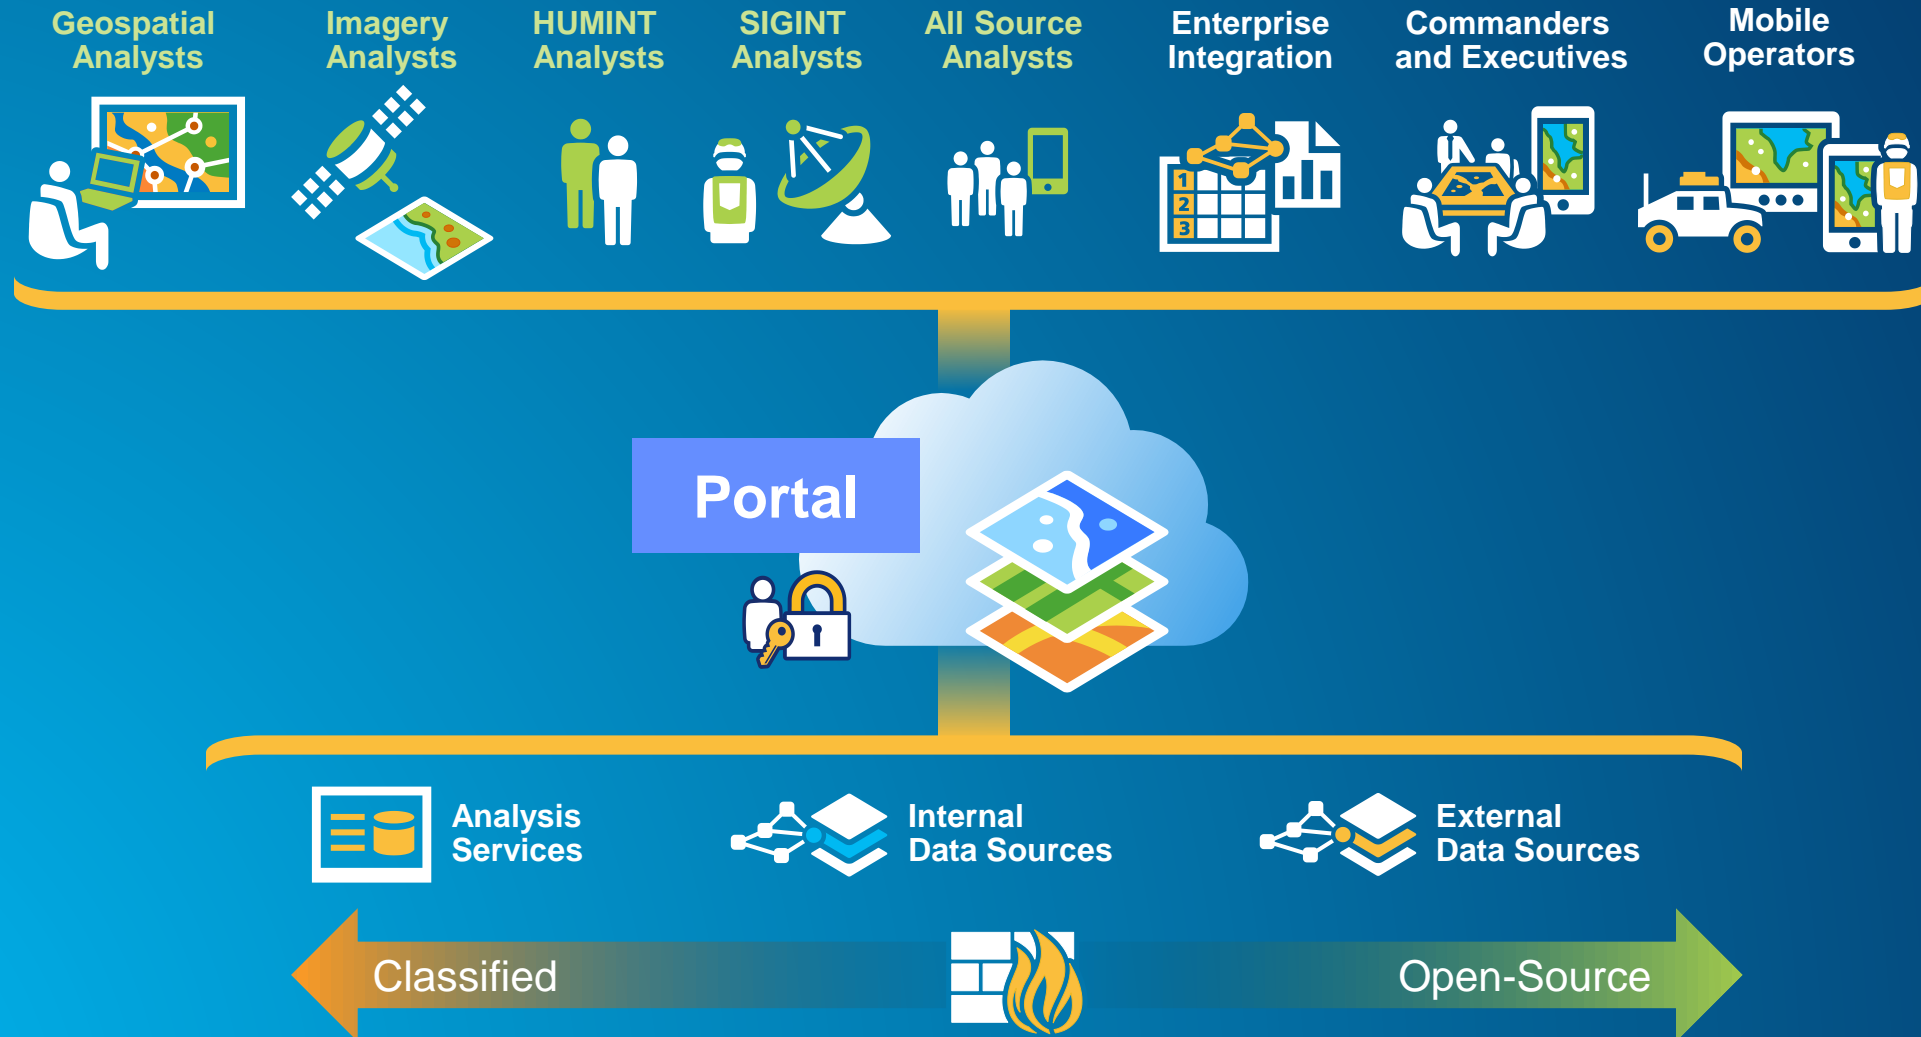 Geospatial
Analysts
Imagery
Analysts
HUMINT
Analysts
SIGINT
Analysts
All Source
Analysts
Enterprise
Integration
Commanders
and Executives
Mobile
Operators
1
2
3
Portal
Analysis
Services
Internal
Data Sources
External
Data Sources
Classified
Open-Source